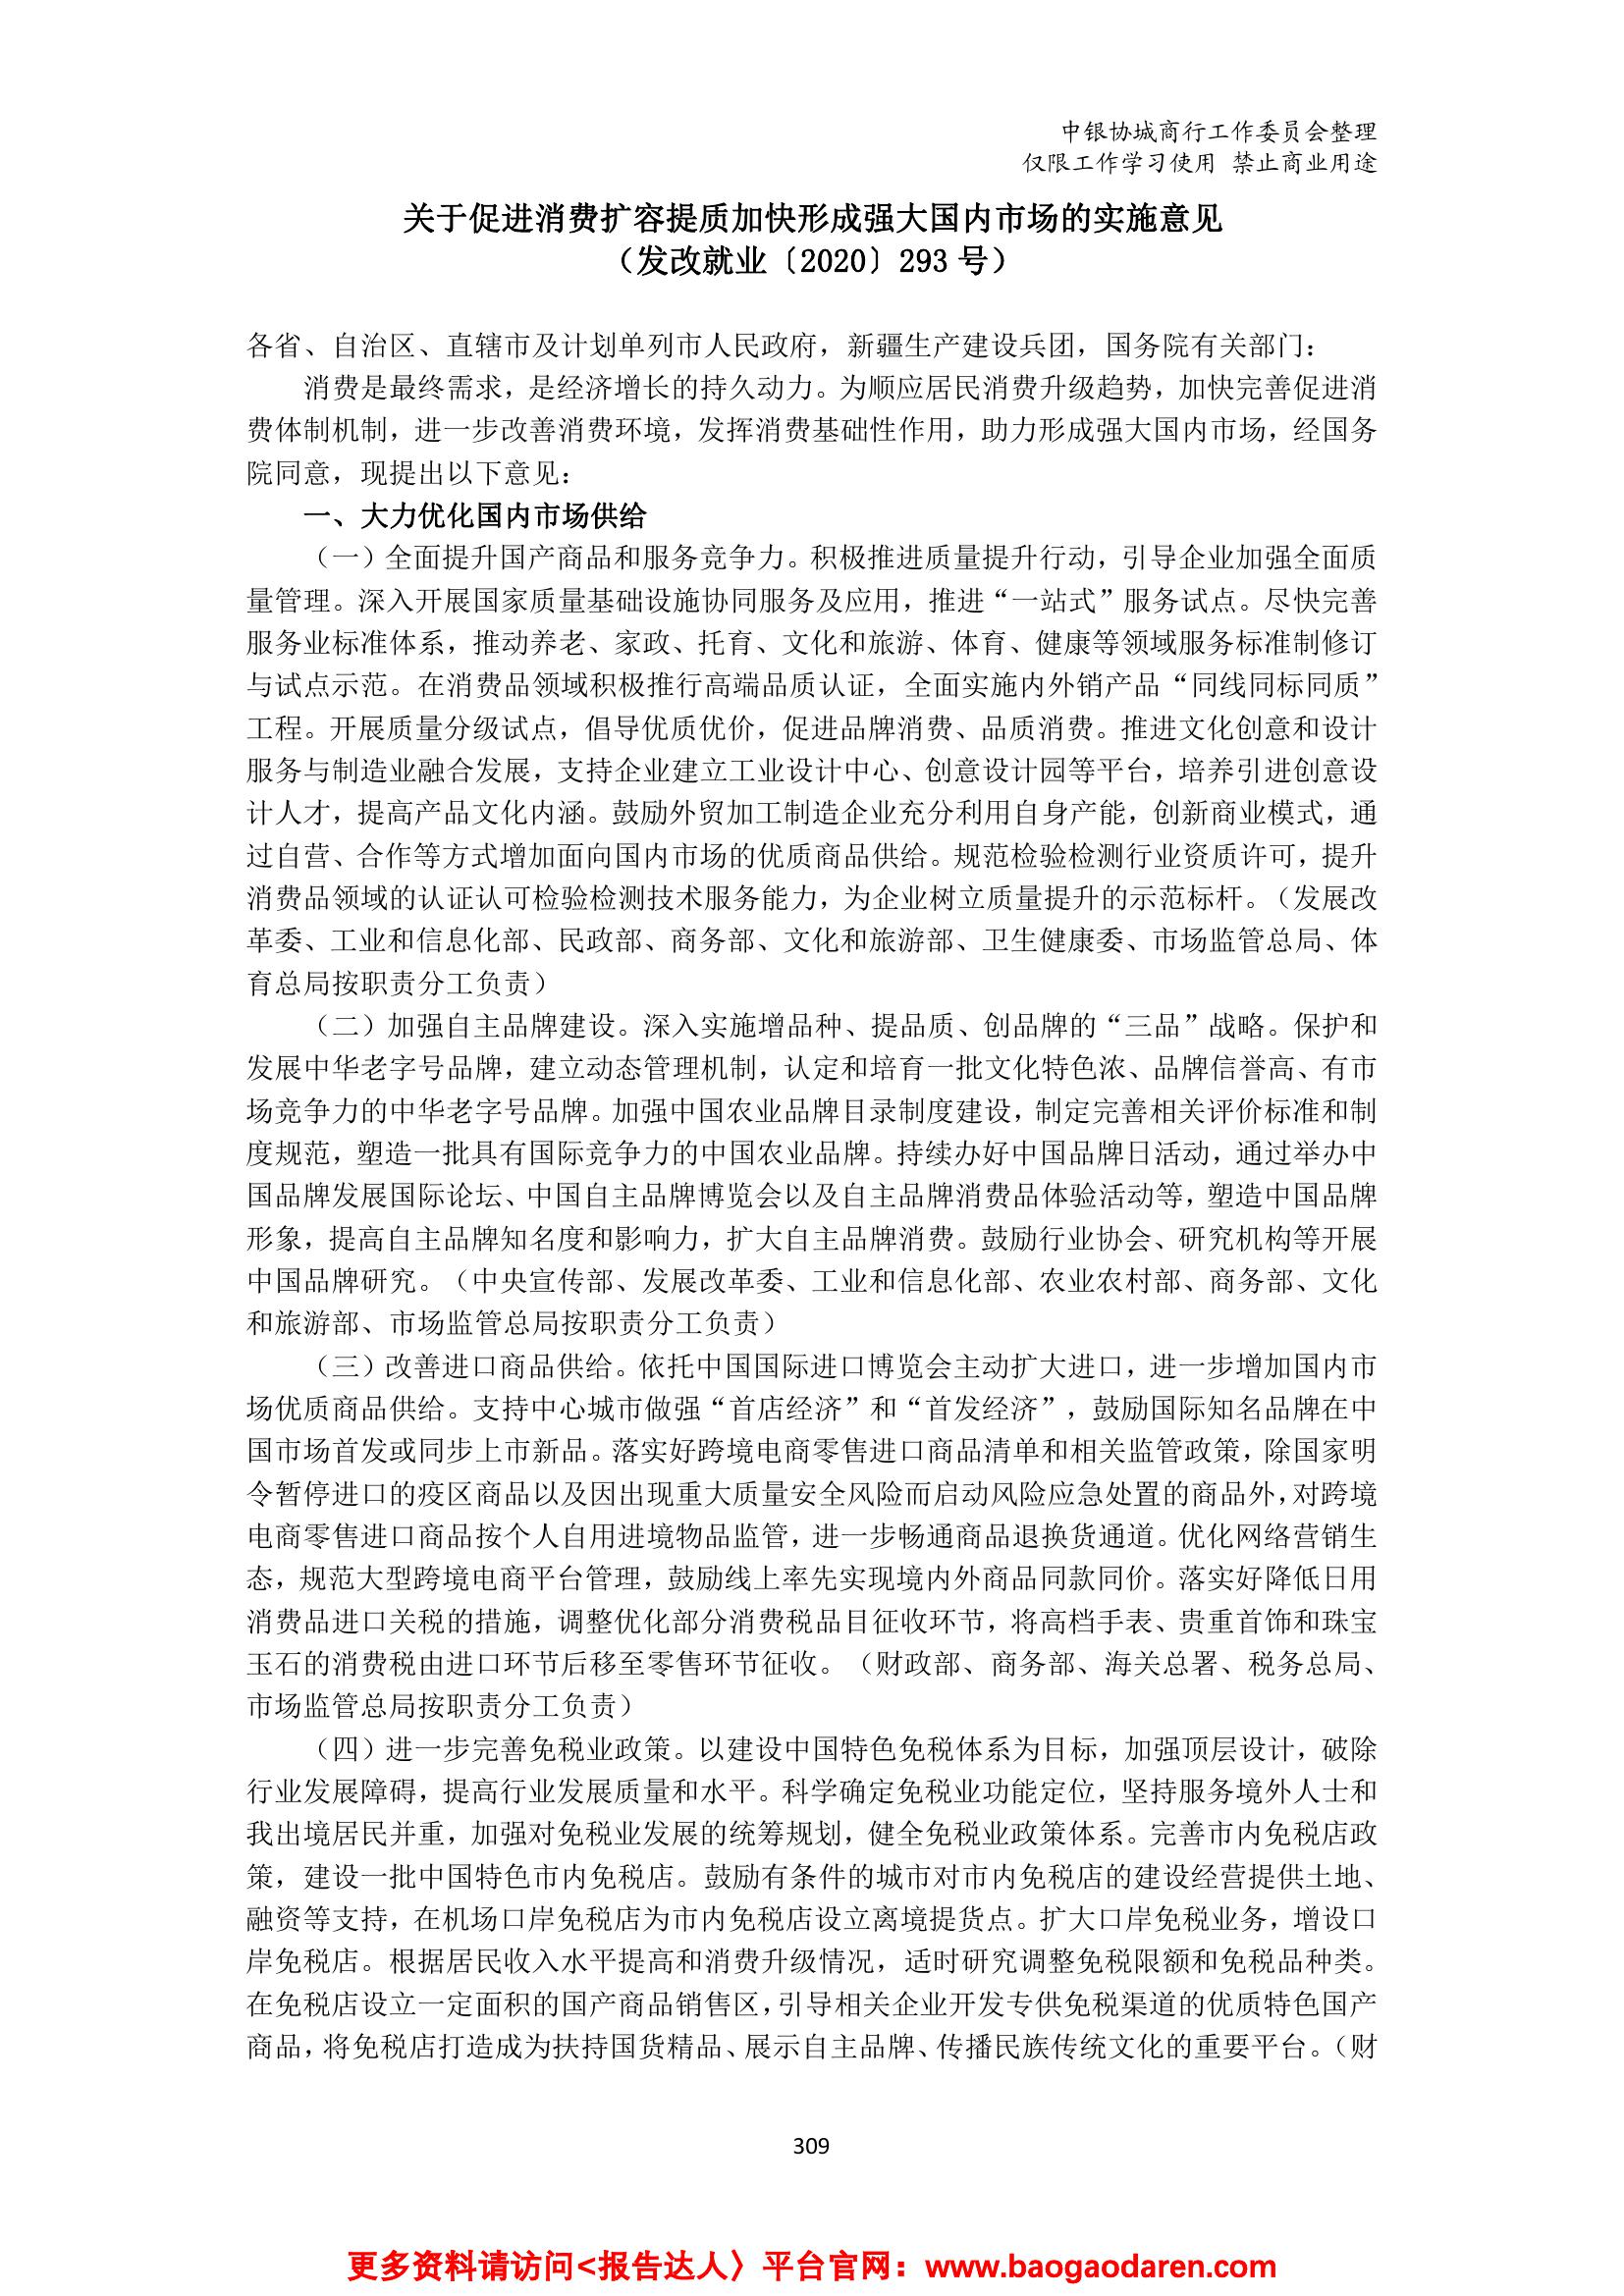 中银协城商行工作委员会整理
仅限工作学习使用 禁止商业用途
关于促进消费扩容提质加快形成强大国内市场的实施意见
（发改就业〔2020〕293 号）
各省、自治区、直辖市及计划单列市人民政府，新疆生产建设兵团，国务院有关部门：
消费是最终需求，是经济增长的持久动力。为顺应居民消费升级趋势，加快完善促进消
费体制机制，进一步改善消费环境，发挥消费基础性作用，助力形成强大国内市场，经国务
院同意，现提出以下意见：
一、大力优化国内市场供给
（一）全面提升国产商品和服务竞争力。积极推进质量提升行动，引导企业加强全面质
量管理。深入开展国家质量基础设施协同服务及应用，推进“一站式”服务试点。尽快完善
服务业标准体系，推动养老、家政、托育、文化和旅游、体育、健康等领域服务标准制修订
与试点示范。在消费品领域积极推行高端品质认证，全面实施内外销产品“同线同标同质”
工程。开展质量分级试点，倡导优质优价，促进品牌消费、品质消费。推进文化创意和设计
服务与制造业融合发展，支持企业建立工业设计中心、创意设计园等平台，培养引进创意设
计人才，提高产品文化内涵。鼓励外贸加工制造企业充分利用自身产能，创新商业模式，通
过自营、合作等方式增加面向国内市场的优质商品供给。规范检验检测行业资质许可，提升
消费品领域的认证认可检验检测技术服务能力，为企业树立质量提升的示范标杆。（发展改
革委、工业和信息化部、民政部、商务部、文化和旅游部、卫生健康委、市场监管总局、体
育总局按职责分工负责）
（二）加强自主品牌建设。深入实施增品种、提品质、创品牌的“三品”战略。保护和
发展中华老字号品牌，建立动态管理机制，认定和培育一批文化特色浓、品牌信誉高、有市
场竞争力的中华老字号品牌。加强中国农业品牌目录制度建设，制定完善相关评价标准和制
度规范，塑造一批具有国际竞争力的中国农业品牌。持续办好中国品牌日活动，通过举办中
国品牌发展国际论坛、中国自主品牌博览会以及自主品牌消费品体验活动等，塑造中国品牌
形象，提高自主品牌知名度和影响力，扩大自主品牌消费。鼓励行业协会、研究机构等开展
中国品牌研究。（中央宣传部、发展改革委、工业和信息化部、农业农村部、商务部、文化
和旅游部、市场监管总局按职责分工负责）
（三）改善进口商品供给。依托中国国际进口博览会主动扩大进口，进一步增加国内市
场优质商品供给。支持中心城市做强“首店经济”和“首发经济”，鼓励国际知名品牌在中
国市场首发或同步上市新品。落实好跨境电商零售进口商品清单和相关监管政策，除国家明
令暂停进口的疫区商品以及因出现重大质量安全风险而启动风险应急处置的商品外，对跨境
电商零售进口商品按个人自用进境物品监管，进一步畅通商品退换货通道。优化网络营销生
态，规范大型跨境电商平台管理，鼓励线上率先实现境内外商品同款同价。落实好降低日用
消费品进口关税的措施，调整优化部分消费税品目征收环节，将高档手表、贵重首饰和珠宝
玉石的消费税由进口环节后移至零售环节征收。（财政部、商务部、海关总署、税务总局、
市场监管总局按职责分工负责）
（四）进一步完善免税业政策。以建设中国特色免税体系为目标，加强顶层设计，破除
行业发展障碍，提高行业发展质量和水平。科学确定免税业功能定位，坚持服务境外人士和
我出境居民并重，加强对免税业发展的统筹规划，健全免税业政策体系。完善市内免税店政
策，建设一批中国特色市内免税店。鼓励有条件的城市对市内免税店的建设经营提供土地、
融资等支持，在机场口岸免税店为市内免税店设立离境提货点。扩大口岸免税业务，增设口
岸免税店。根据居民收入水平提高和消费升级情况，适时研究调整免税限额和免税品种类。
在免税店设立一定面积的国产商品销售区，引导相关企业开发专供免税渠道的优质特色国产
商品，将免税店打造成为扶持国货精品、展示自主品牌、传播民族传统文化的重要平台。（财
309
更多资料请访问<报告达人〉平台官网：www.baogaodaren.com